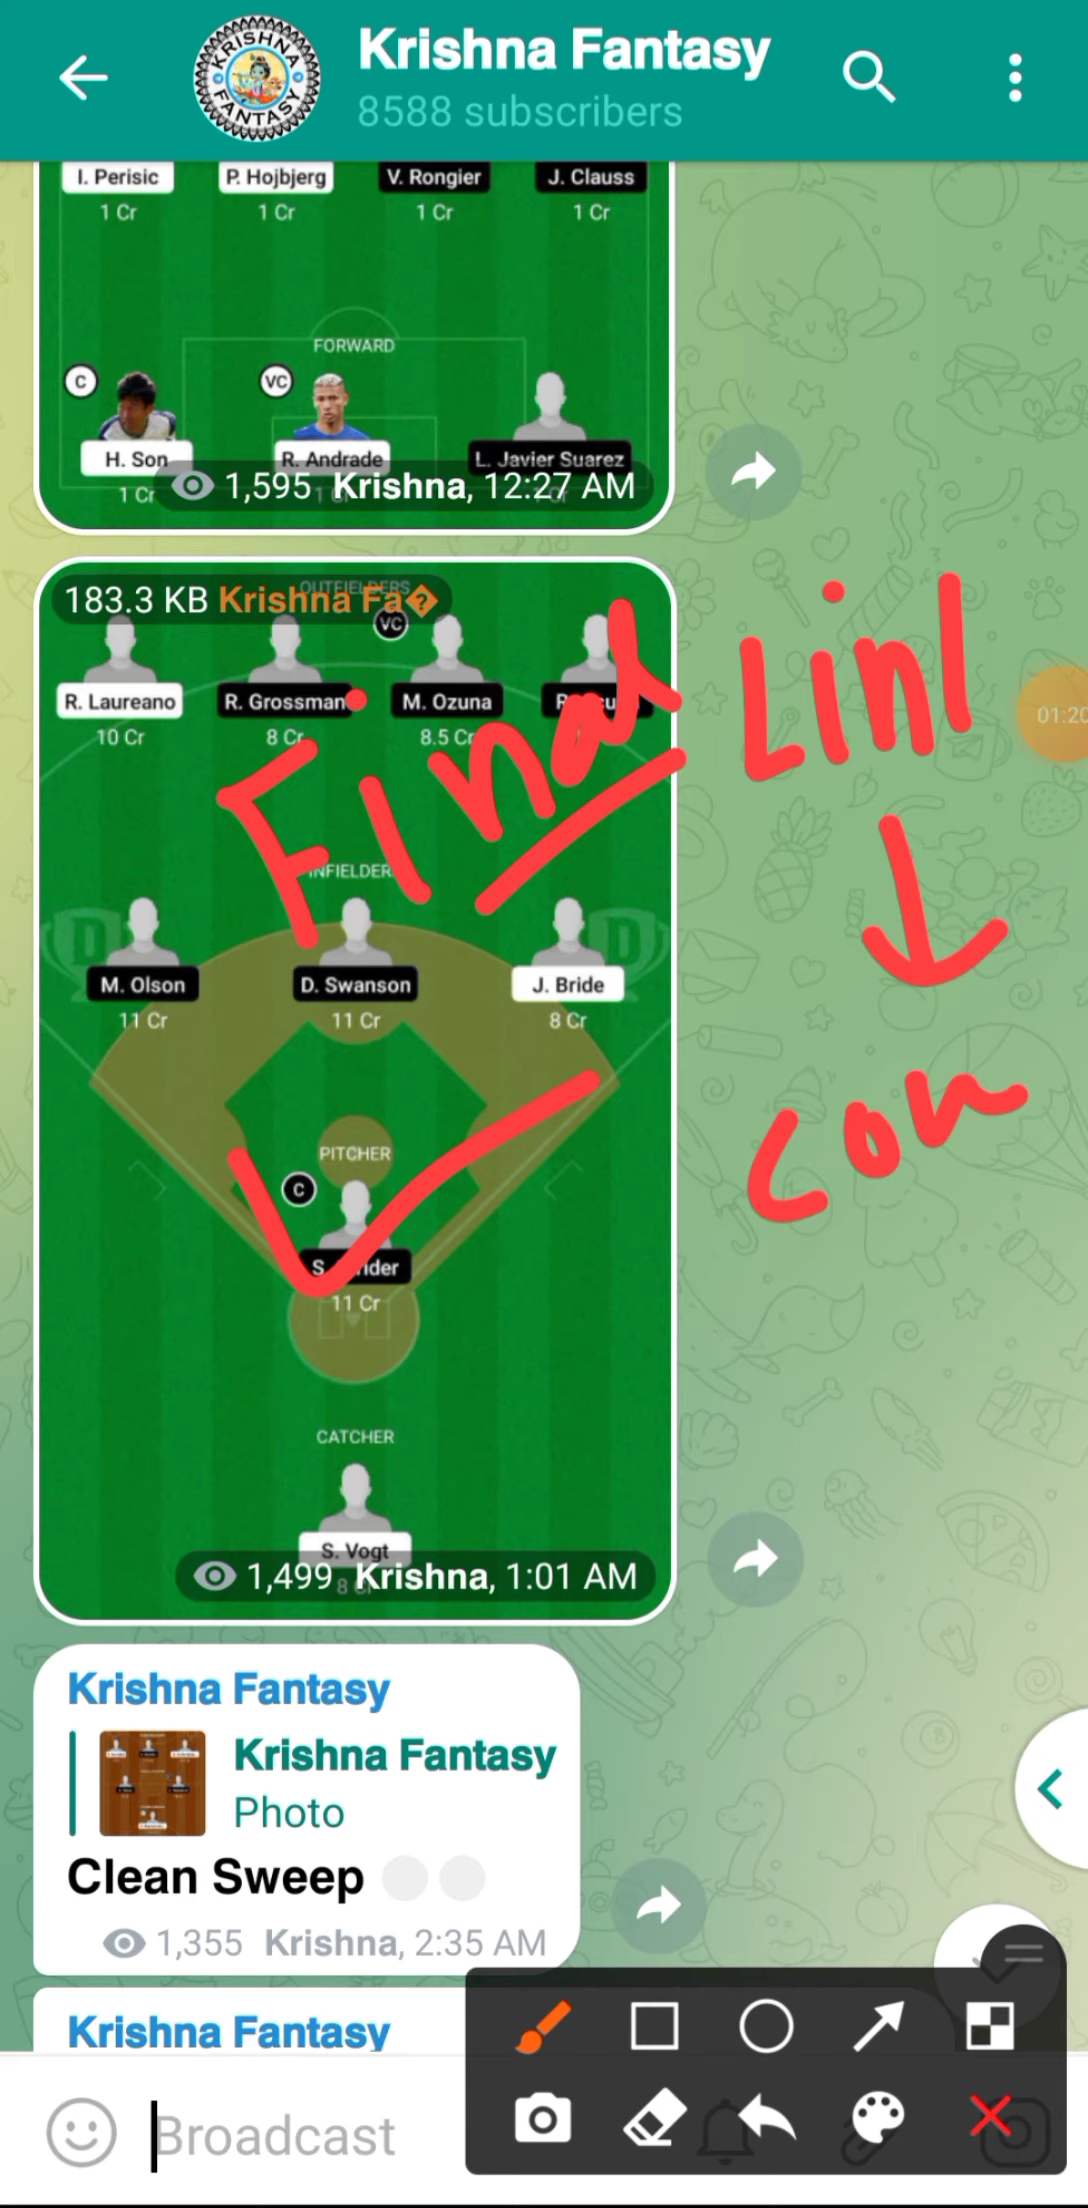 Krishna Fantasy
8588 subscribers
KRISHNA
FANTASY
I. Perisic P. Hojbjerg V. Rongier J. Clauss
1 Cr 1 Cr 1 Cr 1 Cr
FORWARD
C VC
H. Son R. Andrade L. Javier Suarez
1 Cr 1,595 Krishna, 12:27 AM
183.3 KB Krishna Fa
OUTFIELDERS
VC
R. Laureano R. Grossman M. Ozuna
10 Cr 8 Cr 8.5 Cr
Final Linl
01:20
INFIELDER
M. Olson D. Swanson J. Bride
11 Cr 11 Cr 8 Cr
con
PITCHER
C
11 Cr
CATCHER
S. Vogt
1,499 Krishna, 1:01 AM
Krishna Fantasy
Krishna Fantasy
Photo
Clean Sweep
1,355 Krishna, 2:35 AM
Krishna Fantasy
Broadcast